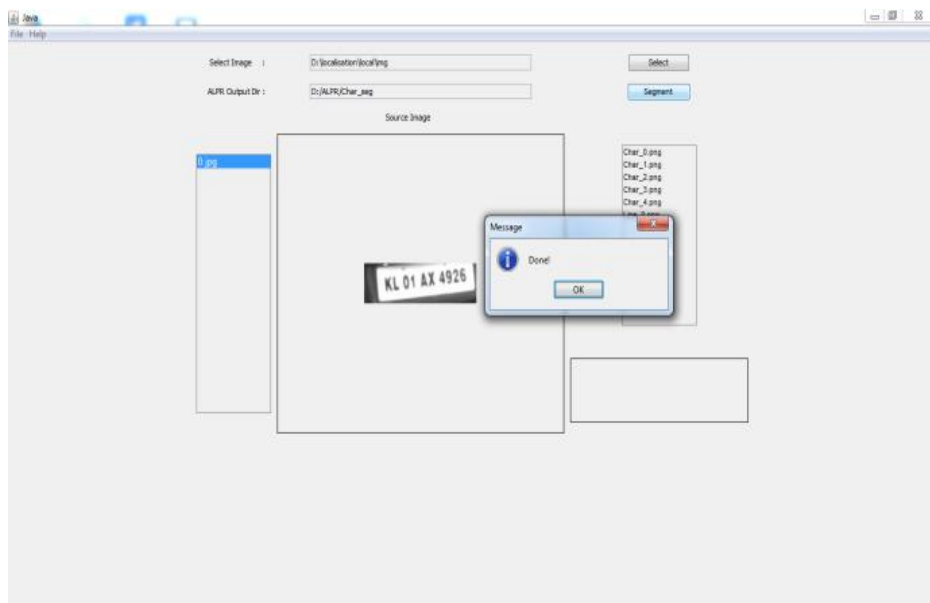 Java
File Help
Select Image :
D:\localisation\local\img
Select
ALPR Output Dir :
D:/ALPR/Char_seg
Segment
Source Image
0.jpg
Char_0.png
Char_1.png
Char_2.png
Char_3.png
Char_4.png
Message
Done!
OK
KL 01 AX 4926